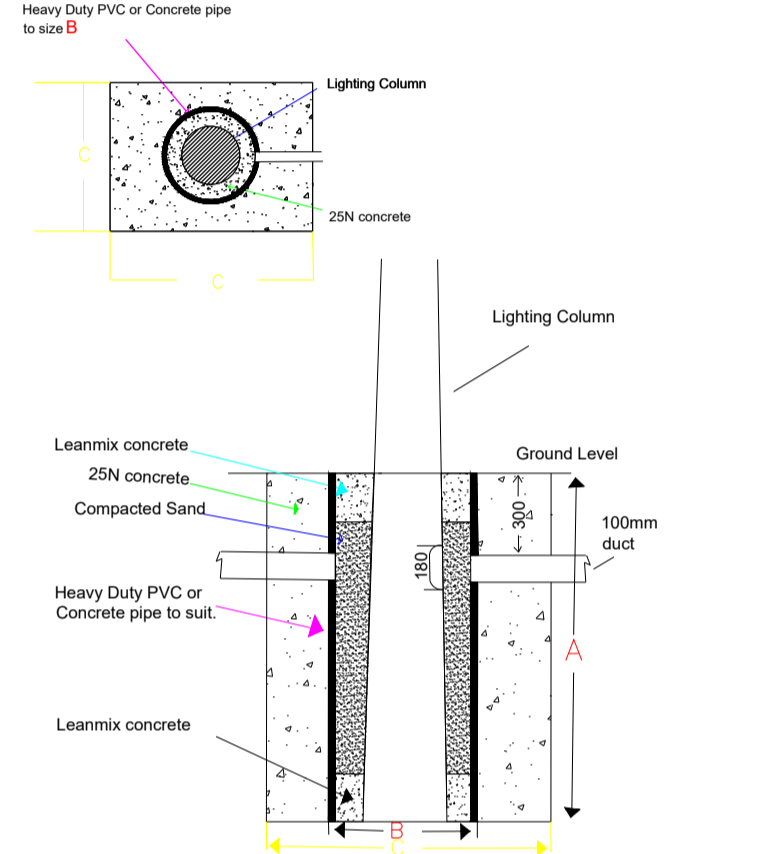 Heavy Duty PVC or Concrete pipe
to size B
Lighting Column
C
25N concrete
C
Lighting Column
Leanmix concrete
Ground Level
25N concrete
Compacted Sand
300
100mm
duct
180
Heavy Duty PVC or
Concrete pipe to suit.
A
Leanmix concrete
B
C